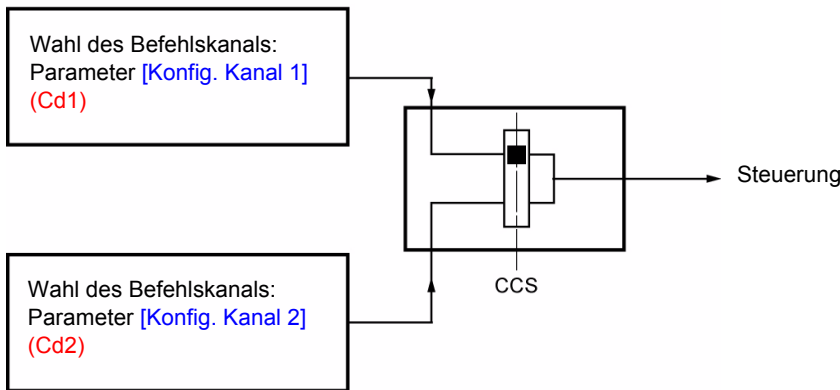 Wahl des Befehlskanals:
Parameter [Konfig. Kanal 1]
(Cd1)
Steuerung
CCS
Wahl des Befehlskanals:
Parameter [Konfig. Kanal 2]
(Cd2)